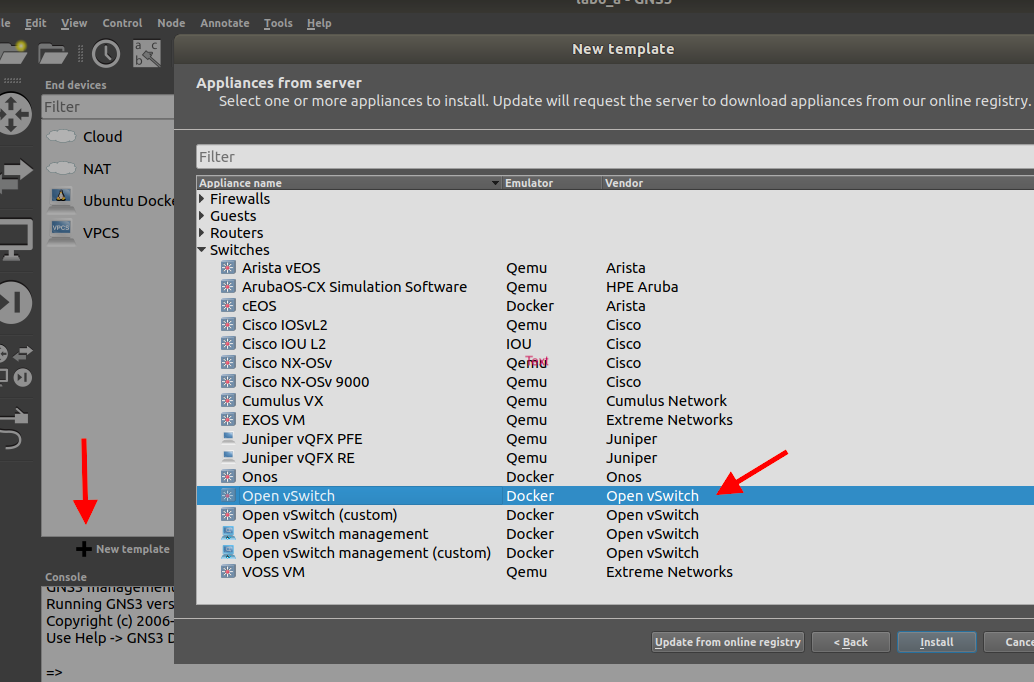 labo_a - GNS3
le Edit View Control Node Annotate Tools Help
New template
End devices
Filter
Cloud
NAT
Ubuntu Docke
VPCS
New template
Appliances from server
Select one or more appliances to install. Update will request the server to download appliances from our online registry.
Filter
Appliance name Emulator Vendor
Firewalls
Guests
Routers
Switches
Arista vEOS Qemu Arista
ArubaOS-CX Simulation Software Qemu HPE Aruba
cEOS Docker Arista
Cisco IOSvL2 Qemu Cisco
Cisco IOU L2 IOU Cisco
Cisco NX-OSv Qemu Cisco
Text
Cisco NX-OSv 9000 Qemu Cisco
Cumulus VX Qemu Cumulus Network
EXOS VM Qemu Extreme Networks
Juniper vQFX PFE Qemu Juniper
Juniper vQFX RE Qemu Juniper
Onos Docker Onos
Open vSwitch Docker Open vSwitch
Open vSwitch (custom) Docker Open vSwitch
Open vSwitch management Docker Open vSwitch
Open vSwitch management (custom) Docker Open vSwitch
VOSS VM Qemu Extreme Networks
Update from online registry < Back Install Cance
Console
GNS3 management
Running GNS3 vers
Copyright (c) 2006-
Use Help -> GNS3 D
=>